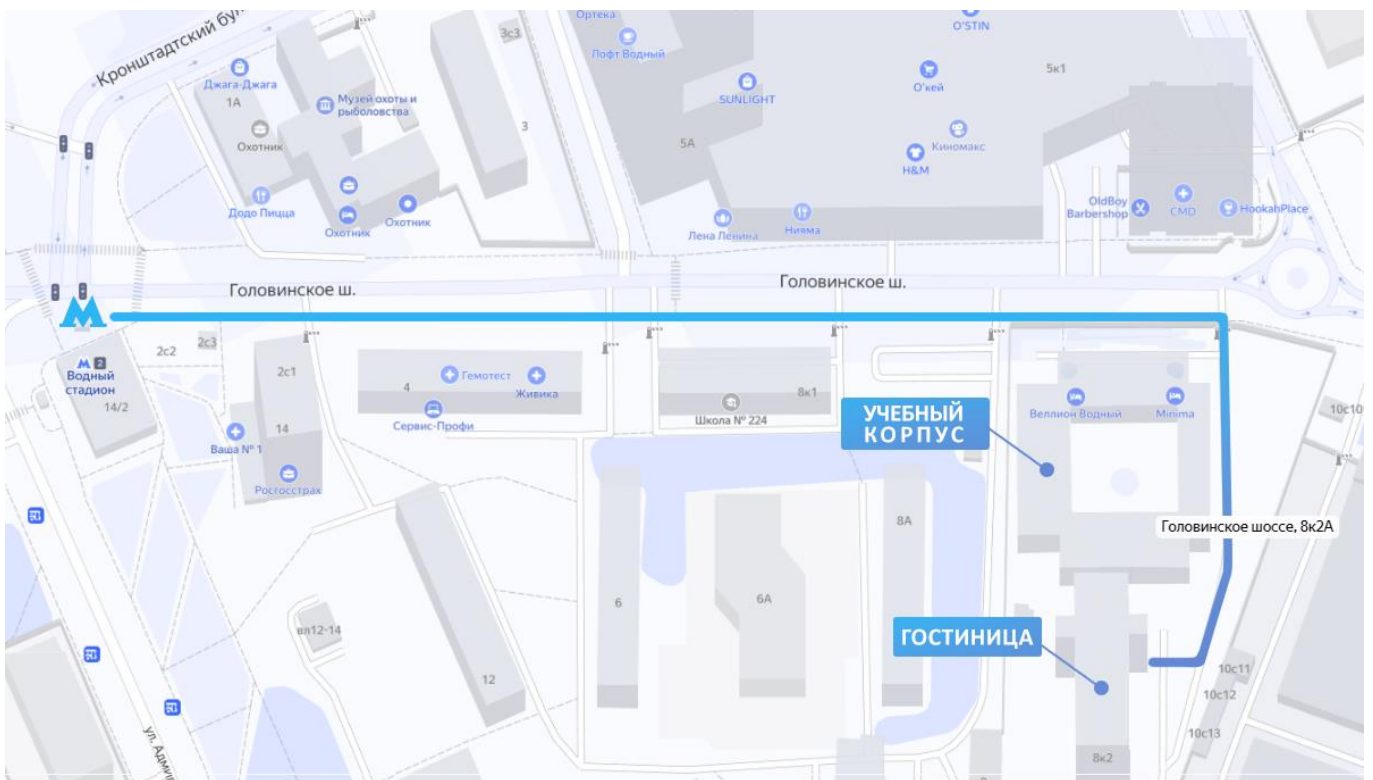 Кронштадтский бу
Ортека
3с3
Лофт Водный
O'STIN
Джага-Джага
1А
Музей охоты и
рыболовства
Охотник
3
SUNLIGHT
О'кей
5к1
5А
Киномакс
H&M
Додо Пицца
Охотник
Охотник
Лена Ленина
Нияма
OldBoy
Barbershop
CMD
HookahPlace
Головинское ш.
Головинское ш.
М 2
Водный
стадион
14/2
2с2
2с3
2с1
14
Ваша № 1
Росгосстрах
4
Гемотест
Живика
Сервис-Профи
8к1
Школа № 224
УЧЕБНЫЙ
КОРПУС
Веллион Водный
Minima
10с10
8А
Головинское шоссе, 8к2А
6
6А
вл12-14
12
ГОСТИНИЦА
10с11
10с12
10с13
8к2
ул. Адми